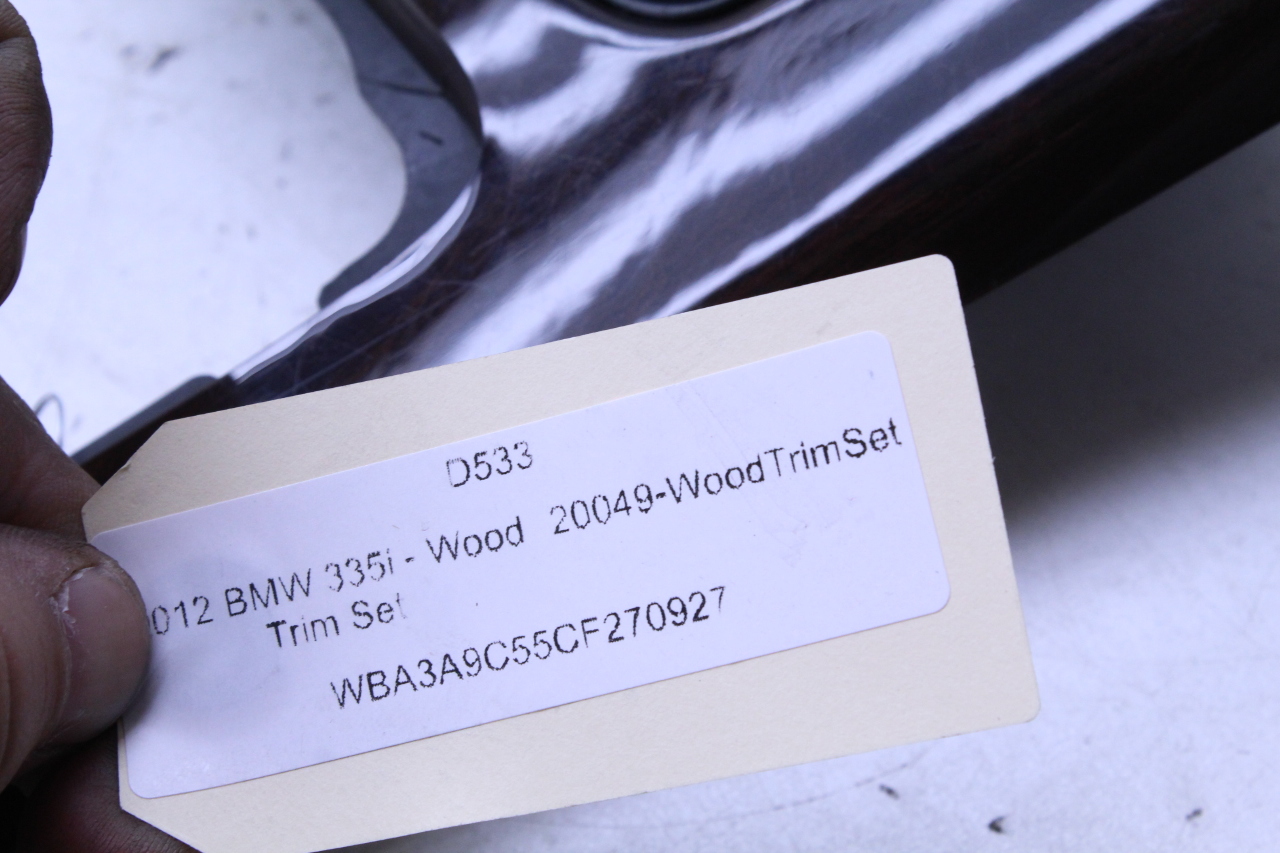 D533
012 BMW 335i - Wood 20049-WoodTrimSet
Trim Set
WBA3A9C55CF270927